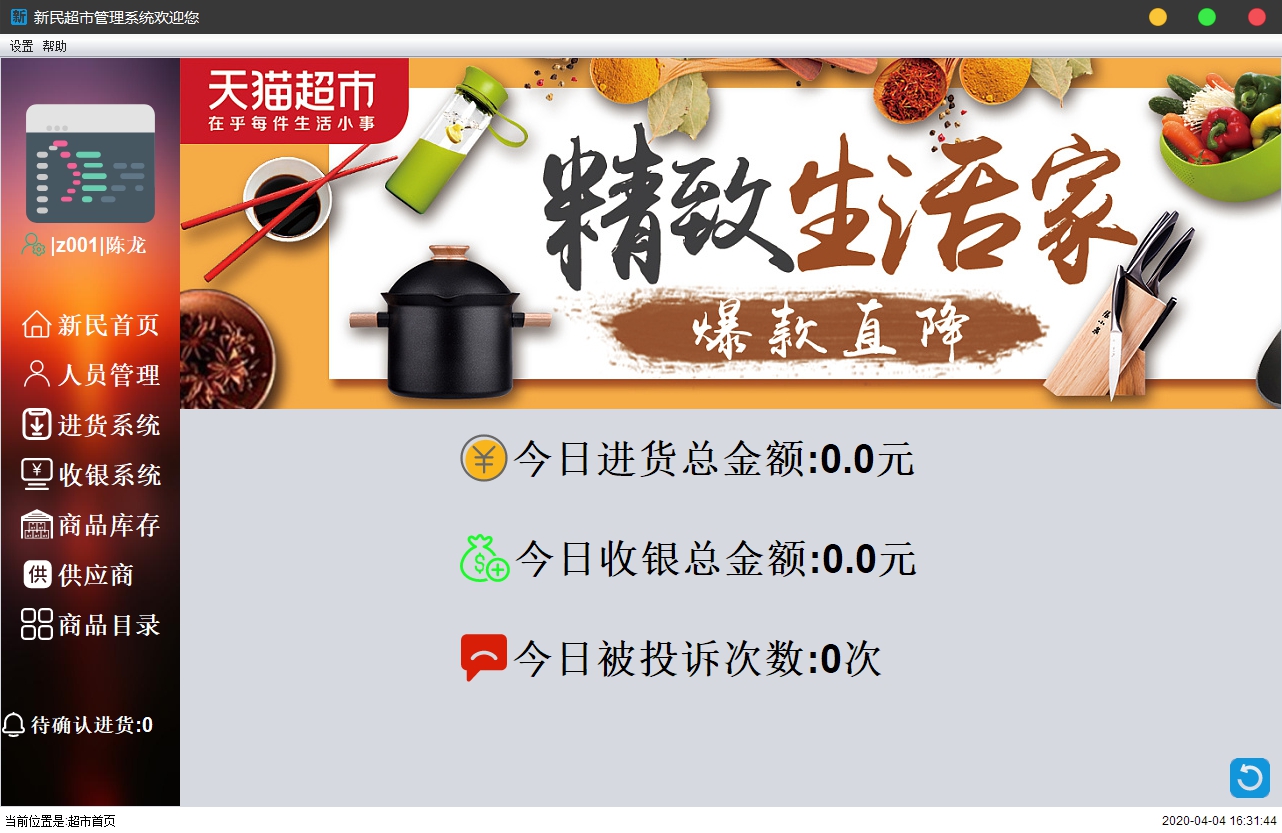 新 新民超市管理系统欢迎您
设置 帮助
天猫超市
在乎每件生活小事
精致生活家
爆款直降
|z001|陈龙
新民首页
人员管理
进货系统
¥ 收银系统
商品库存
供 供应商
商品目录
待确认进货:0
¥ 今日进货总金额:0.0元
$ 今日收银总金额:0.0元
今日被投诉次数:0次
当前位置是:超市首页
2020-04-04 16:31:44